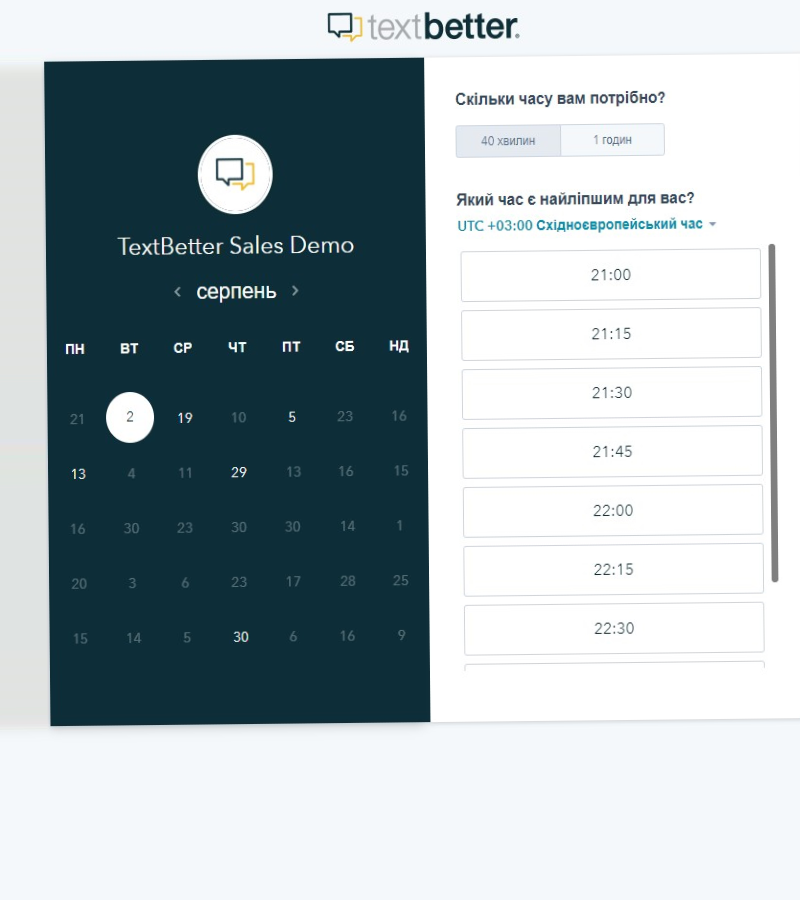 textbetter.
TextBetter Sales Demo
серпень
ПН ВТ СР ЧТ ПТ СБ НД
21 2 19 10 5 23 16
13 4 11 29 13 16 15
16 30 23 30 30 14 1
20 3 6 23 17 28 25
15 14 5 30 6 16 9
Скільки часу вам потрібно?
40 хвилин 1 годин
Який час є найліпшим для вас?
UTC +03:00 Східноєвропейський час
21:00
21:15
21:30
21:45
22:00
22:15
22:30